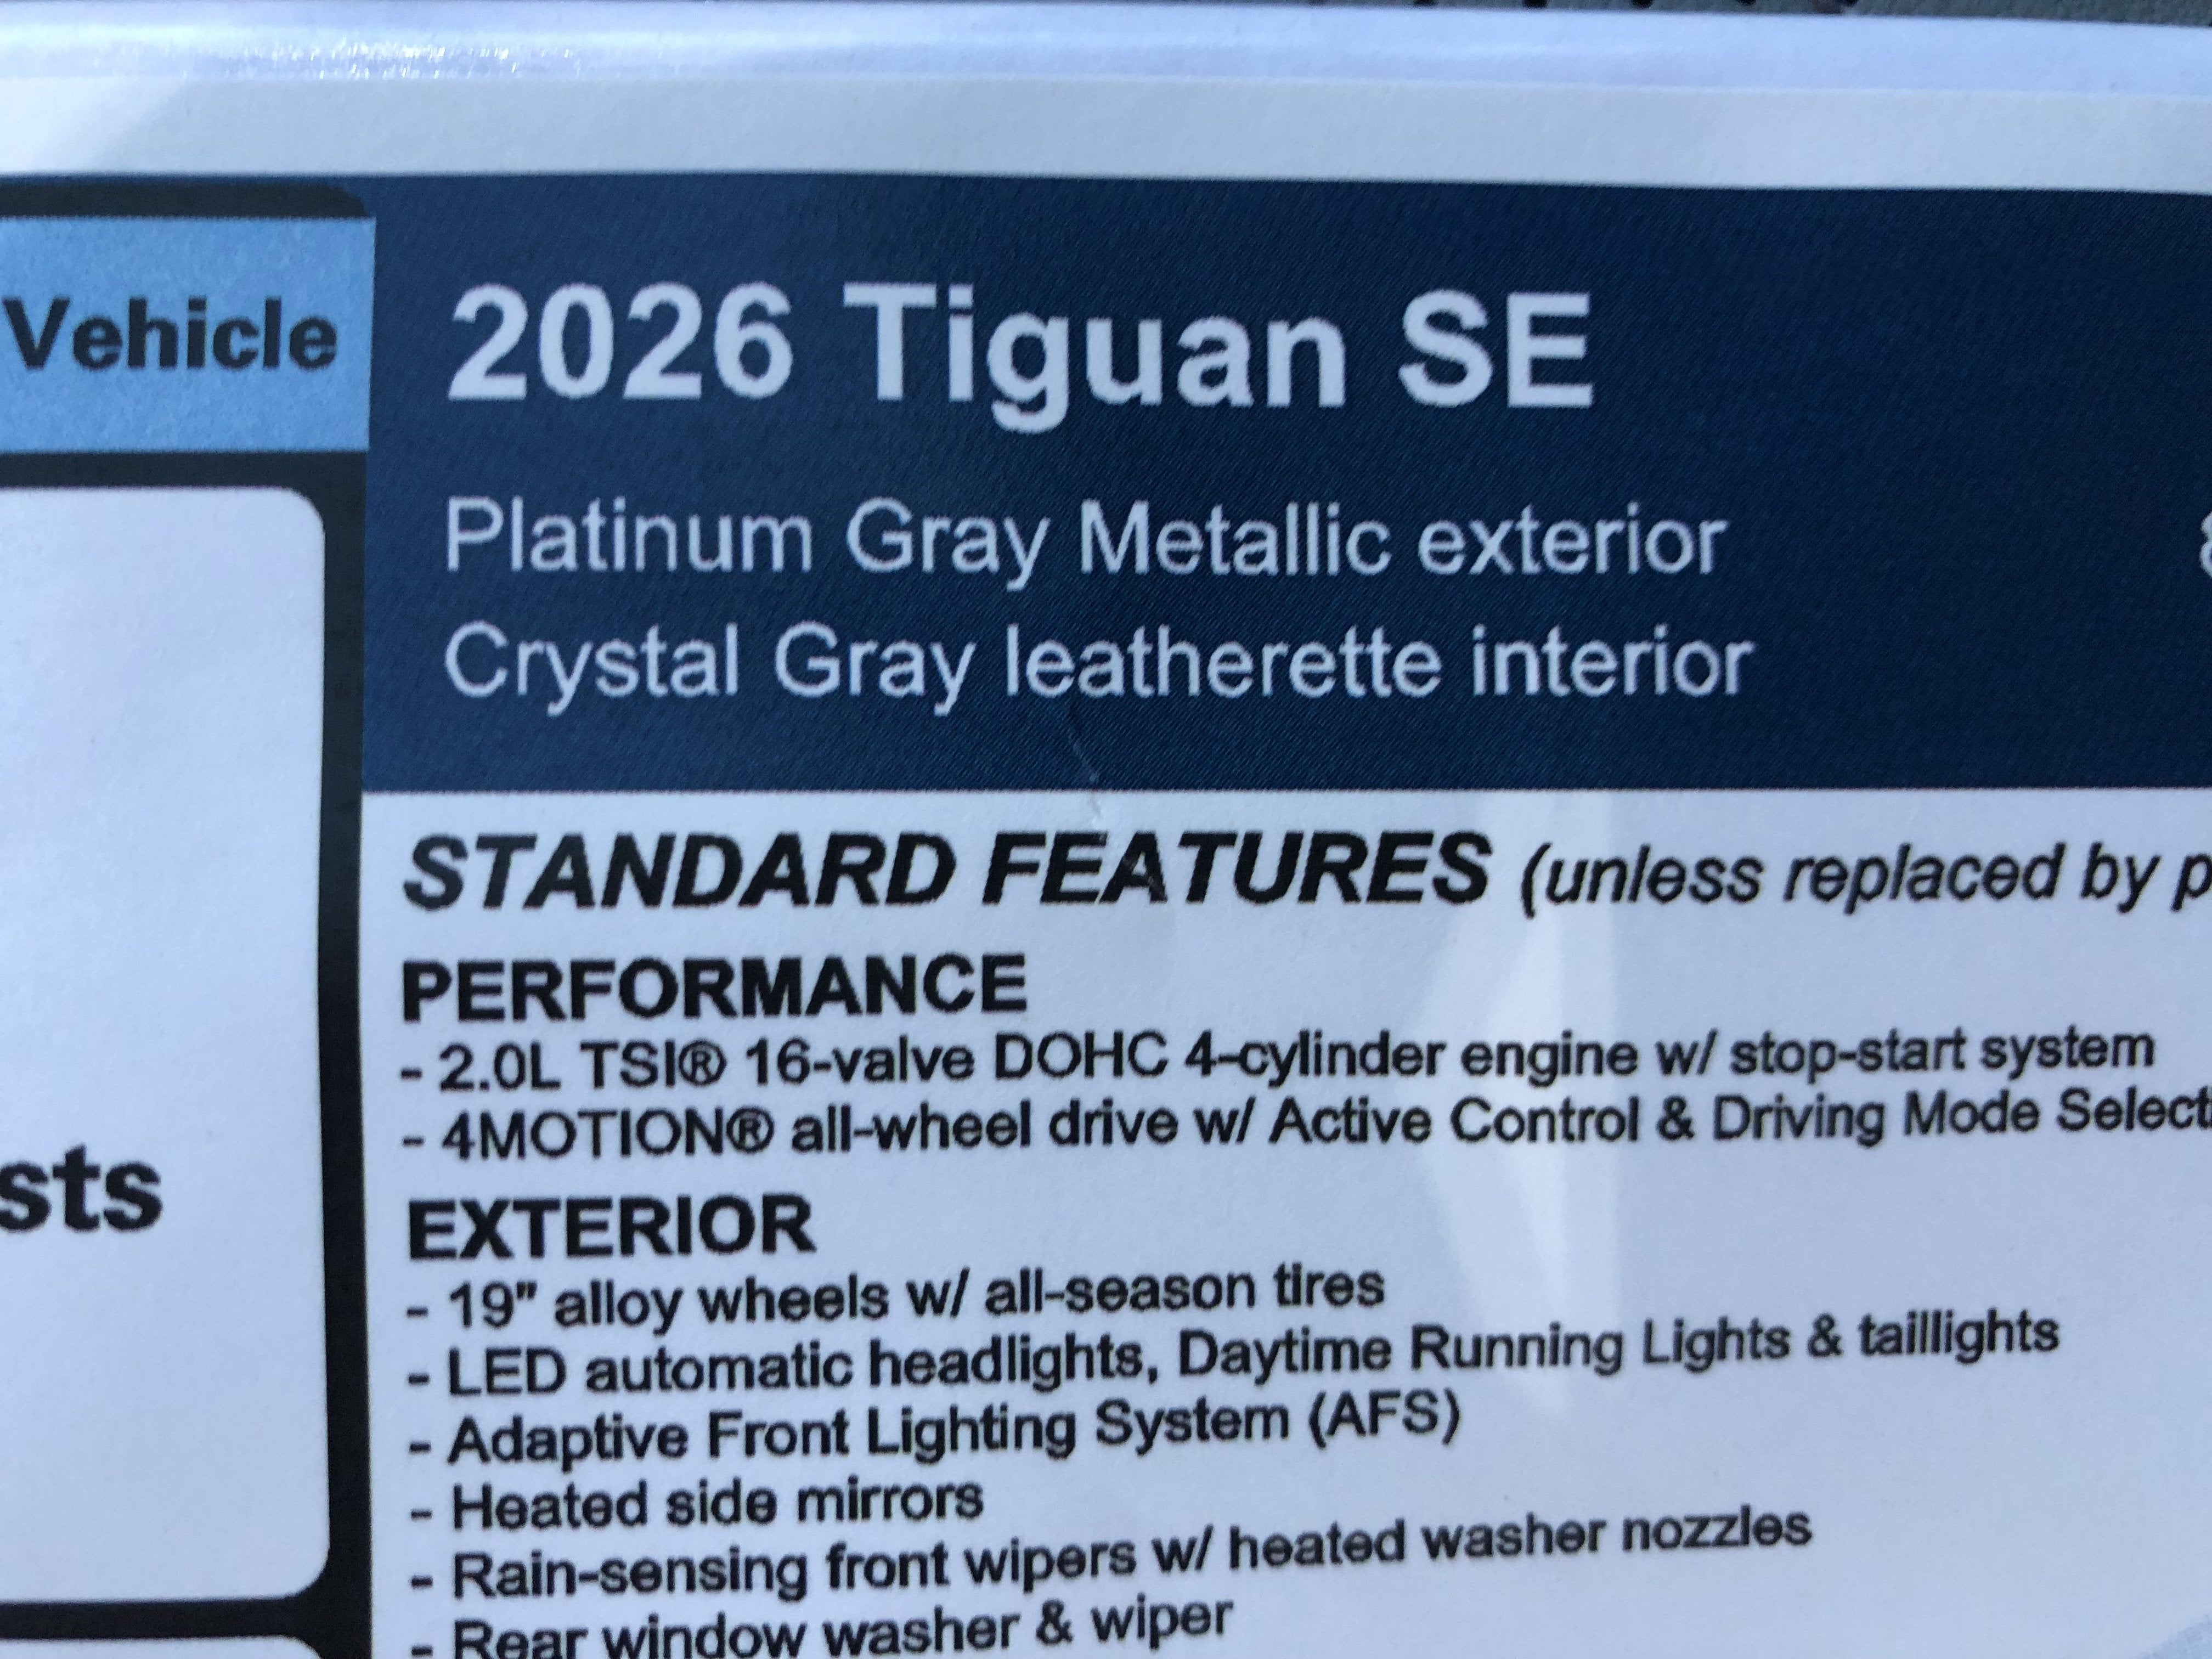 Vehicle
2026 Tiguan SE
Platinum Gray Metallic exterior
Crystal Gray leatherette interior
STANDARD FEATURES (unless replaced by p
PERFORMANCE
- 2.0L TSI® 16-valve DOHC 4-cylinder engine w/ stop-start system
- 4MOTION® all-wheel drive w/ Active Control & Driving Mode Select
EXTERIOR
- 19" alloy wheels w/ all-season tires
- LED automatic headlights, Daytime Running Lights & taillights
- Adaptive Front Lighting System (AFS)
sts
- Heated side mirrors
- Rain-sensing front wipers w/ heated washer nozzles
- Rear window washer & wiper